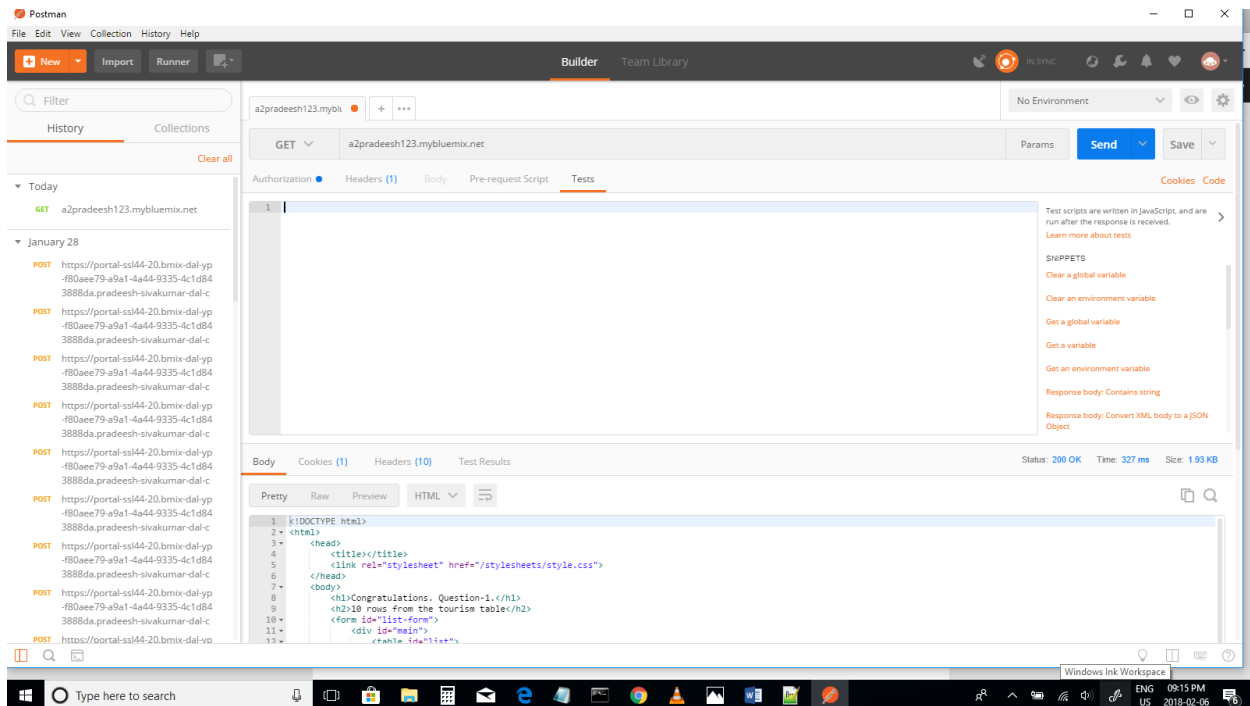 Postman
File Edit View Collection History Help
New Import Runner Builder Team Library IN SYNC
Filter
History Collections
Clear all
Today
GET a2pradeesh123.mybluemix.net
January 28
POST https://portal-ssl44-20.bmix-dal-yp
-f80aee79-a9a1-4a44-9335-4c1d84
3888da.pradeesh-sivakumar-dal-c
POST https://portal-ssl44-20.bmix-dal-yp
-f80aee79-a9a1-4a44-9335-4c1d84
3888da.pradeesh-sivakumar-dal-c
POST https://portal-ssl44-20.bmix-dal-yp
-f80aee79-a9a1-4a44-9335-4c1d84
3888da.pradeesh-sivakumar-dal-c
POST https://portal-ssl44-20.bmix-dal-yp
-f80aee79-a9a1-4a44-9335-4c1d84
3888da.pradeesh-sivakumar-dal-c
POST https://portal-ssl44-20.bmix-dal-yp
-f80aee79-a9a1-4a44-9335-4c1d84
3888da.pradeesh-sivakumar-dal-c
POST https://portal-ssl44-20.bmix-dal-yp
-f80aee79-a9a1-4a44-9335-4c1d84
3888da.pradeesh-sivakumar-dal-c
POST https://portal-ssl44-20.bmix-dal-yp
-f80aee79-a9a1-4a44-9335-4c1d84
3888da.pradeesh-sivakumar-dal-c
POST https://portal-ssl44-20.bmix-dal-yp
-f80aee79-a9a1-4a44-9335-4c1d84
3888da.pradeesh-sivakumar-dal-c
POST https://portal-ssl44-20.bmix-dal-yp
a2pradeesh123.myblu
No Environment
GET a2pradeesh123.mybluemix.net Params Send Save
Authorization Headers (1) Body Pre-request Script Tests Cookies Code
1
Test scripts are written in JavaScript, and are
run after the response is received.
Learn more about tests
SNIPPETS
Clear a global variable
Clear an environment variable
Get a global variable
Get a variable
Get an environment variable
Response body: Contains string
Response body: Convert XML body to a JSON
Object
Body Cookies (1) Headers (10) Test Results Status: 200 OK Time: 327 ms Size: 1.93 KB
Pretty Raw Preview HTML
1 <!DOCTYPE html>
2 <html>
3 <head>
4 <title></title>
5 <link rel="stylesheet" href="/stylesheets/style.css">
6 </head>
7 <body>
8 <h1>Congratulations. Question-1.</h1>
9 <h2>10 rows from the tourism table</h2>
10 <form id="list-form">
11 <div id="main">
12 <table id="list">
Windows Ink Workspace
Type here to search
ENG 09:15 PM
US 2018-02-06
6